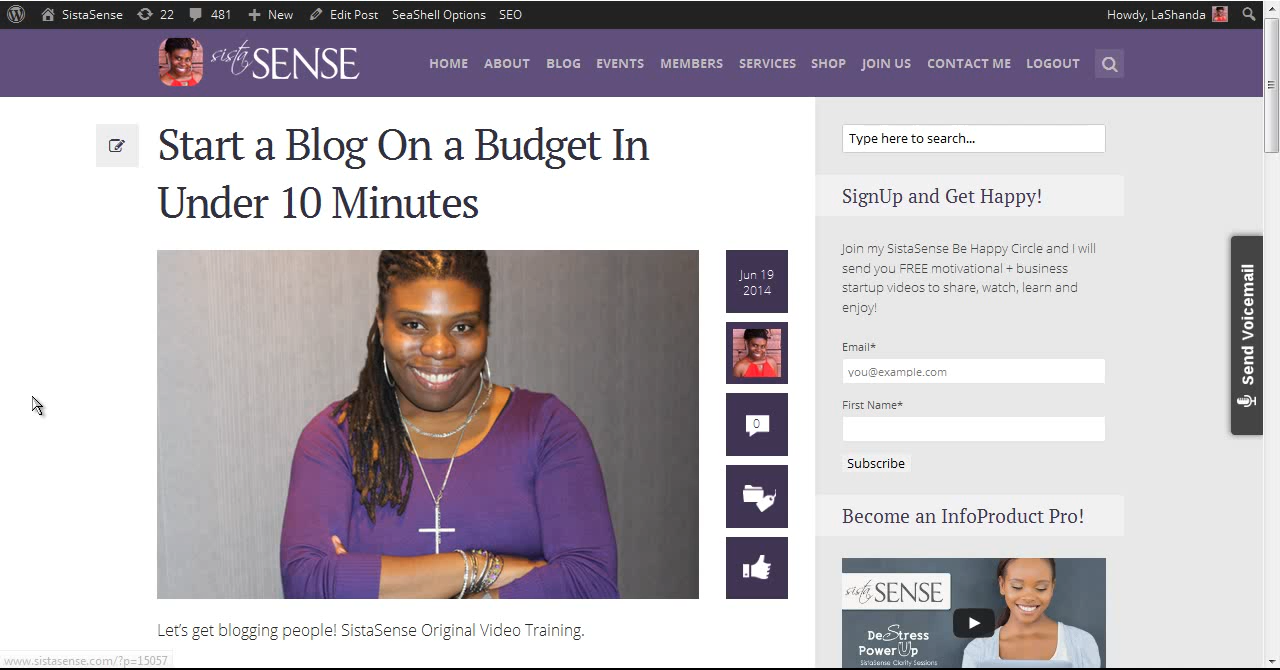 SistaSense 22 481 New Edit Post SeaShell Options SEO Howdy, LaShanda
sista SENSE
HOME ABOUT BLOG EVENTS MEMBERS SERVICES SHOP JOIN US CONTACT ME LOGOUT
Start a Blog On a Budget In
Under 10 Minutes
Jun 19
2014
0
Let's get blogging people! SistaSense Original Video Training.
www.sistasense.com/?p=15057
Type here to search...
SignUp and Get Happy!
Join my SistaSense Be Happy Circle and I will
send you FREE motivational + business
startup videos to share, watch, learn and
enjoy!
Email*
you@example.com
First Name*
Subscribe
Become an InfoProduct Pro!
sista SENSE
DeStress
PowerUp
SistaSense Clarity Sessions
Send Voicemail